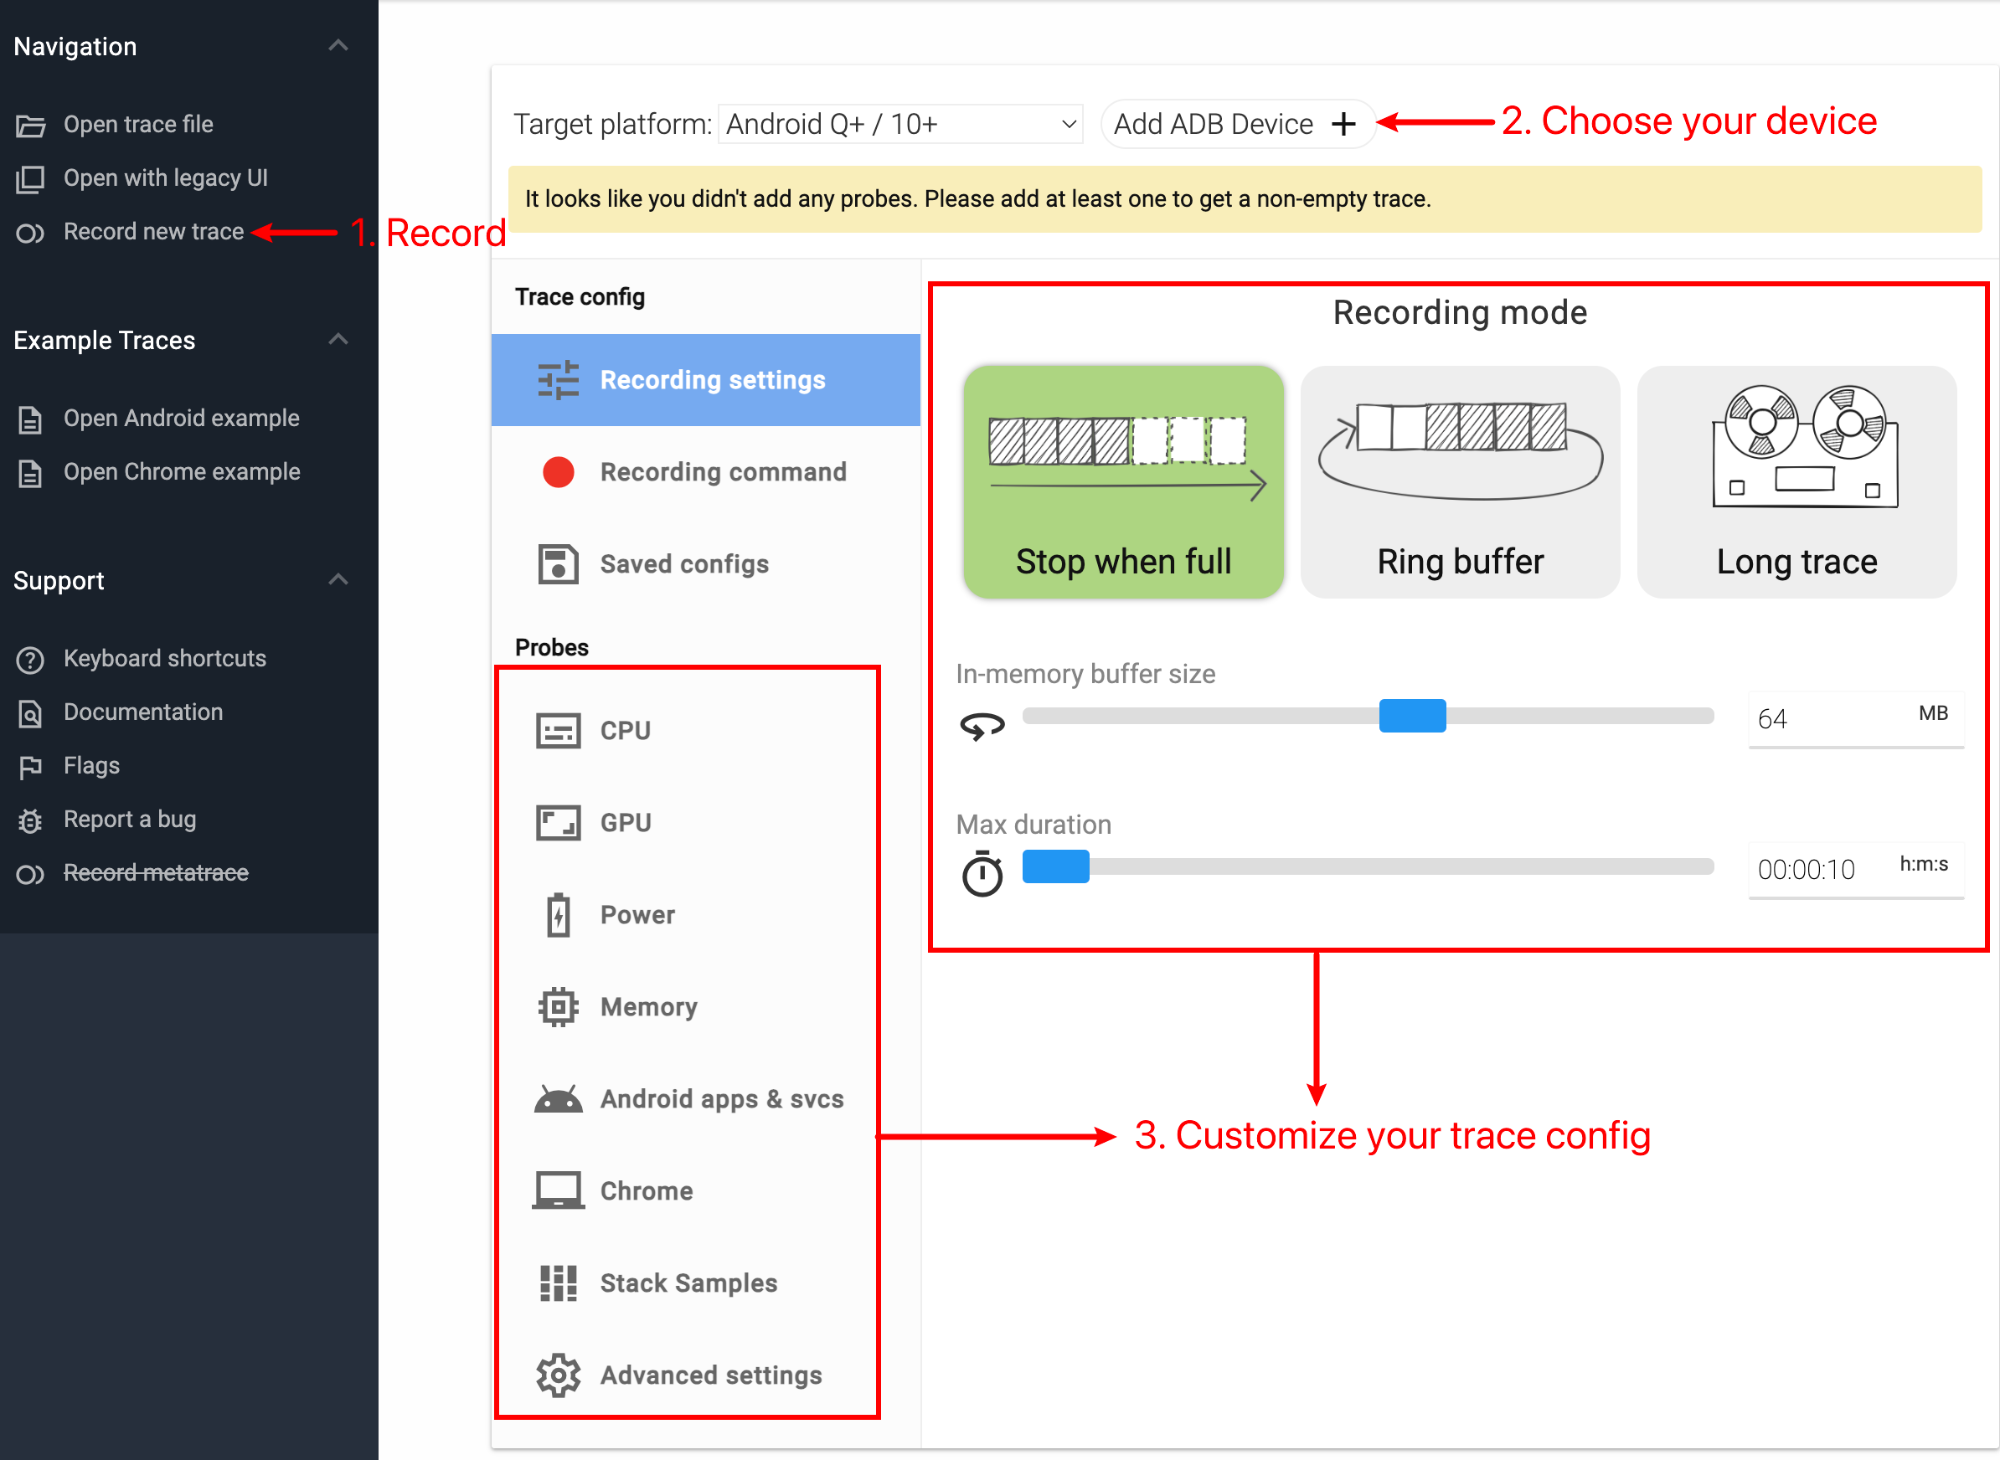 Navigation
Open trace file
Open with legacy UI
Record new trace
1. Record
Example Traces
Open Android example
Open Chrome example
Support
Keyboard shortcuts
Documentation
Flags
Report a bug
Record metatrace
Target platform: Android Q+ / 10+
Add ADB Device +
2. Choose your device
It looks like you didn't add any probes. Please add at least one to get a non-empty trace.
Trace config
Recording settings
Recording command
Saved configs
Probes
CPU
GPU
Power
Memory
Android apps & svcs
Chrome
Stack Samples
Advanced settings
Recording mode
Stop when full
Ring buffer
Long trace
In-memory buffer size
64 MB
Max duration
00:00:10 h:m:s
3. Customize your trace config